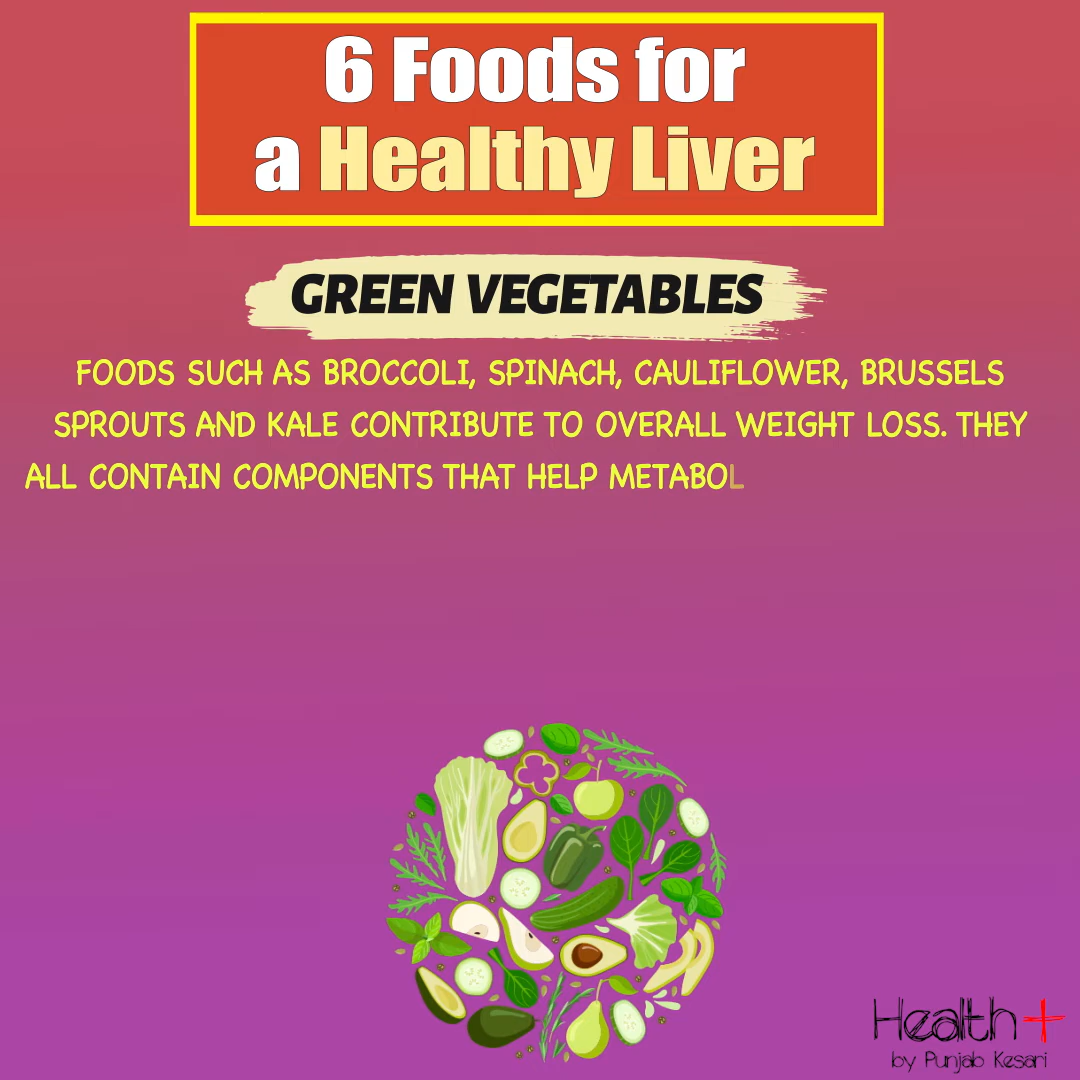 6 Foods for
a Healthy Liver
GREEN VEGETABLES
FOODS SUCH AS BROCCOLI, SPINACH, CAULIFLOWER, BRUSSELS
SPROUTS AND KALE CONTRIBUTE TO OVERALL WEIGHT LOSS. THEY
ALL CONTAIN COMPONENTS THAT HELP METABOL
Health+
by Punjab Kesari